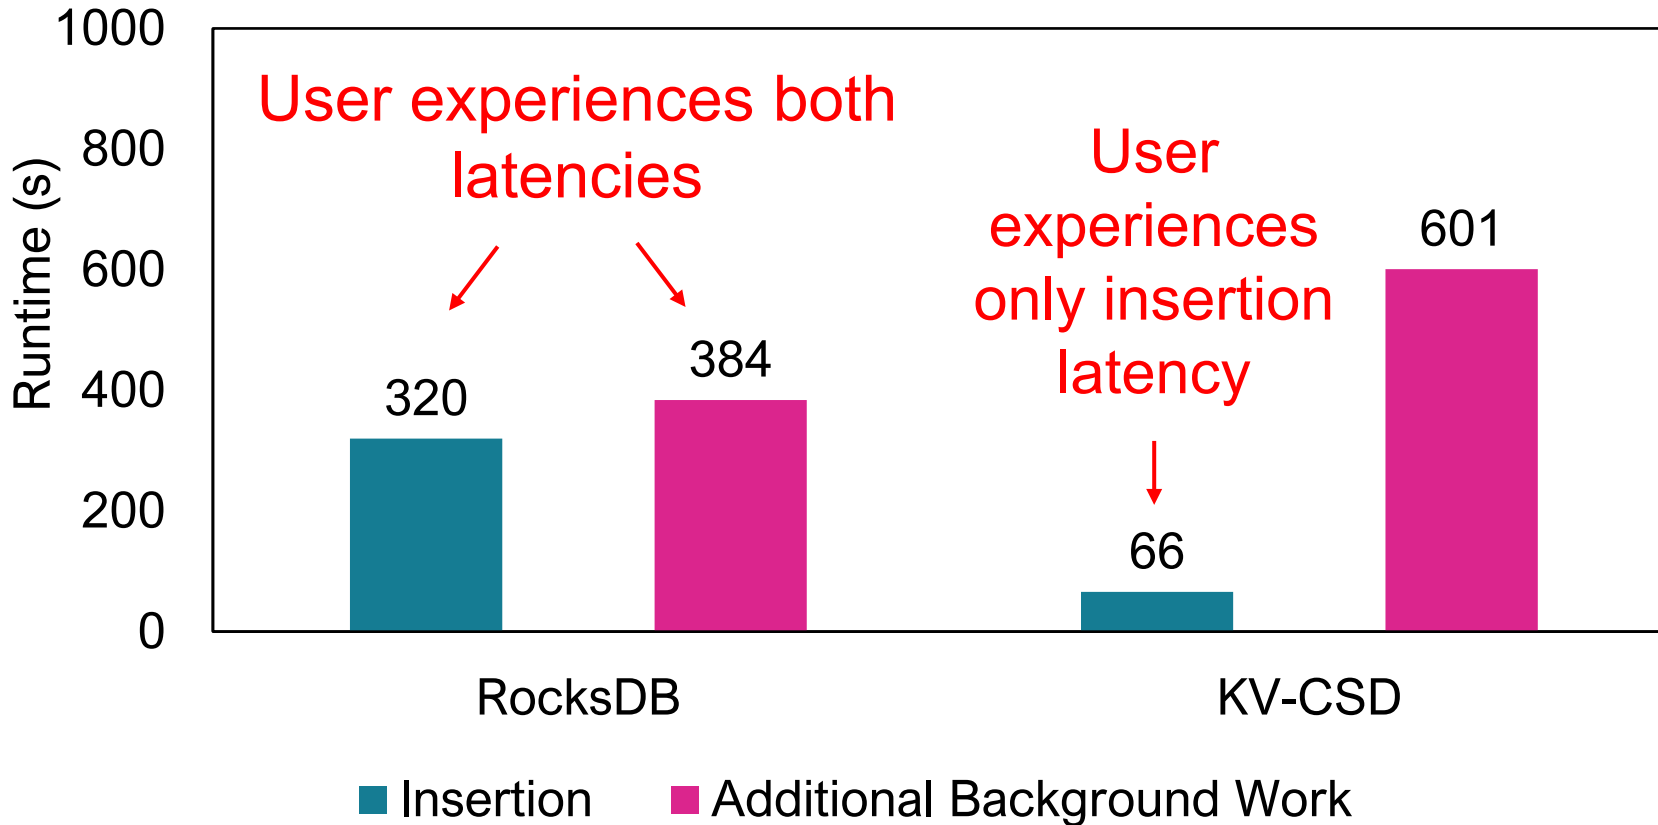 Runtime (s)
1000
800
600
400
200
0
User experiences both
latencies
User
experiences
only insertion
latency
320
384
66
601
RocksDB
KV-CSD
Insertion
Additional Background Work